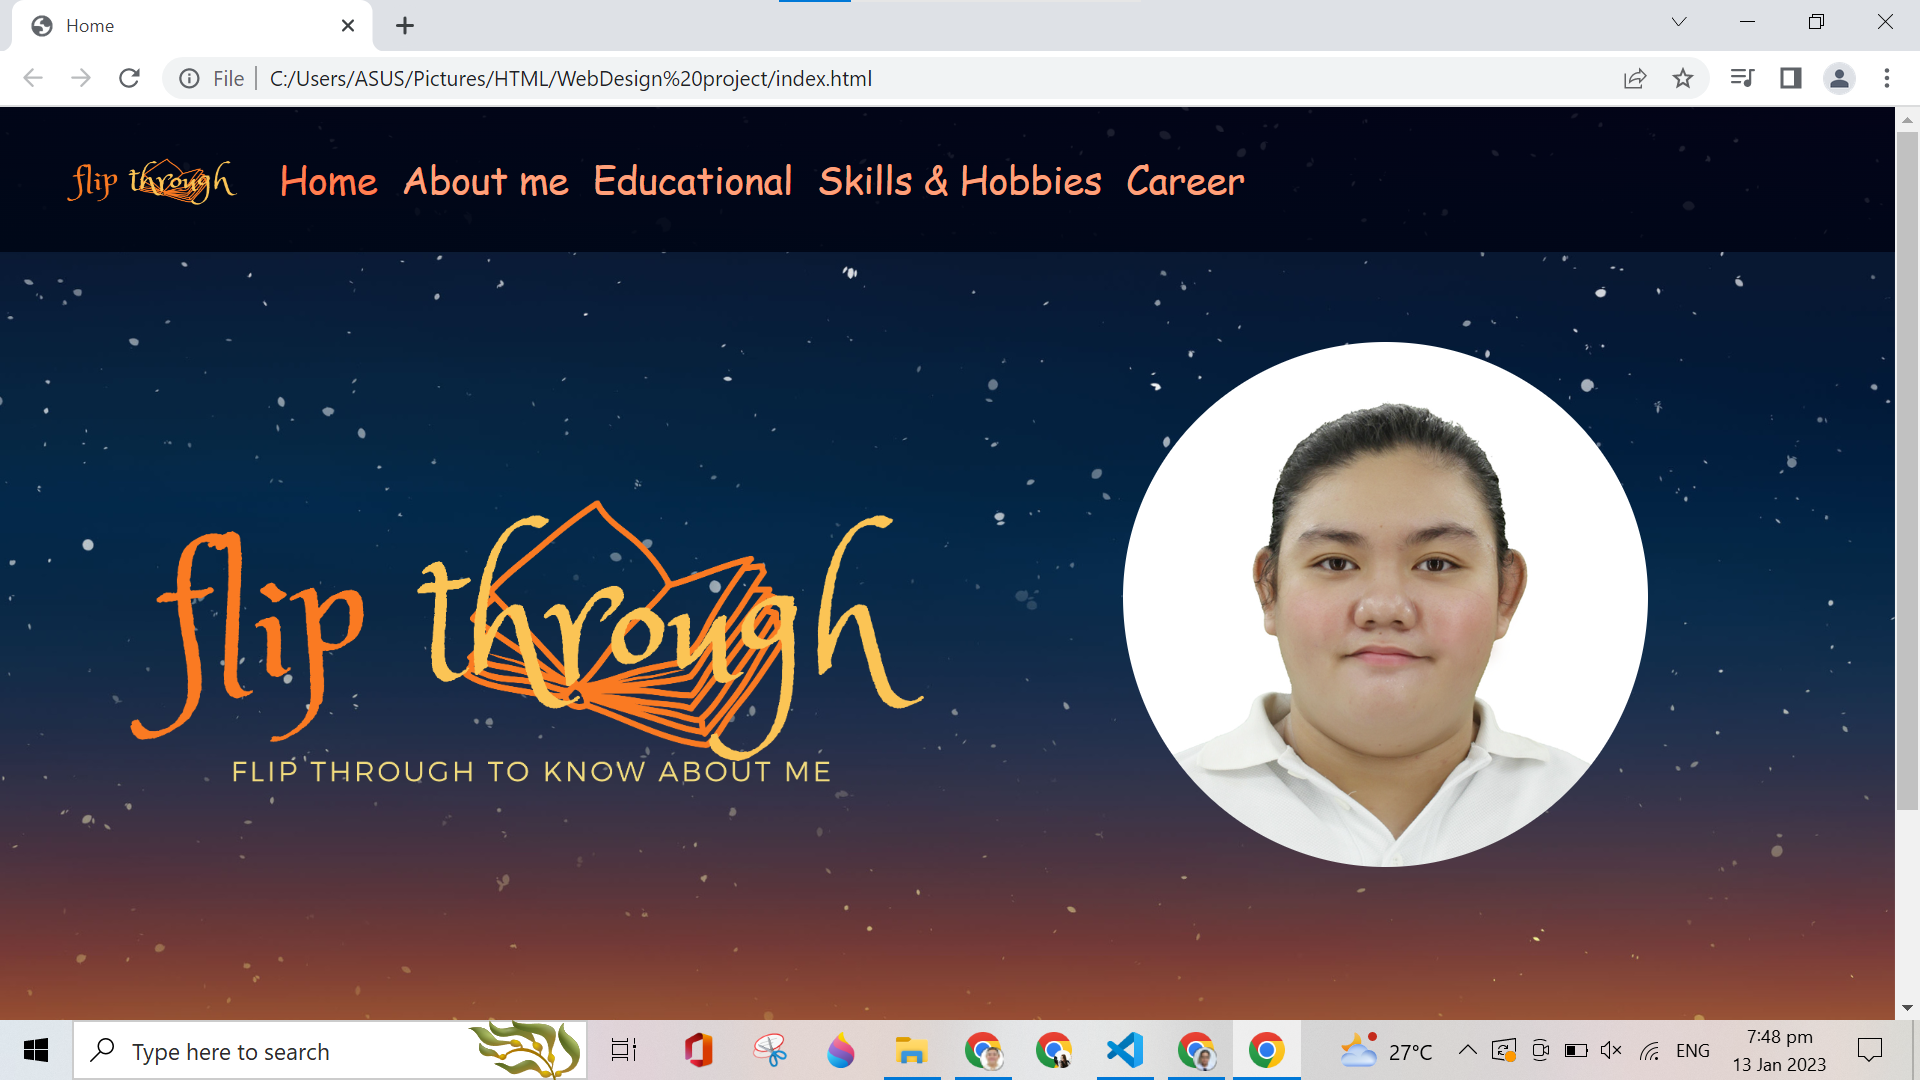 Home
File
C:/Users/ASUS/Pictures/HTML/WebDesign%20project/index.html
flip through
Home About me Educational Skills & Hobbies Career
flip through
FLIP THROUGH TO KNOW ABOUT ME
Type here to search
27°C
ENG
7:48 pm
13 Jan 2023